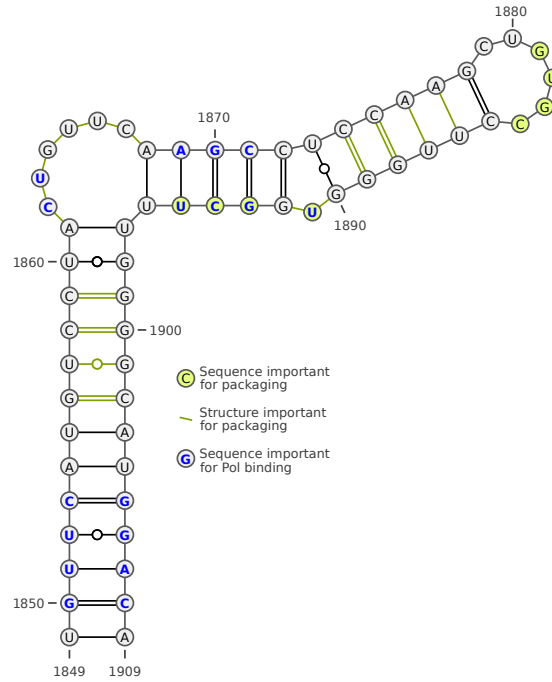 1880
C U G
G U
A A G
C C C C
1870 U U
U U C U
G A A G C C G
U G
C U U C G G U G 1890
A U
1860 U G
C G
C G 1900
U G
G C
U A
A U
C G
U G
U A
1850 G C
U A
1849 1909
C Sequence important
for packaging
Structure important
for packaging
G Sequence important
for Pol binding